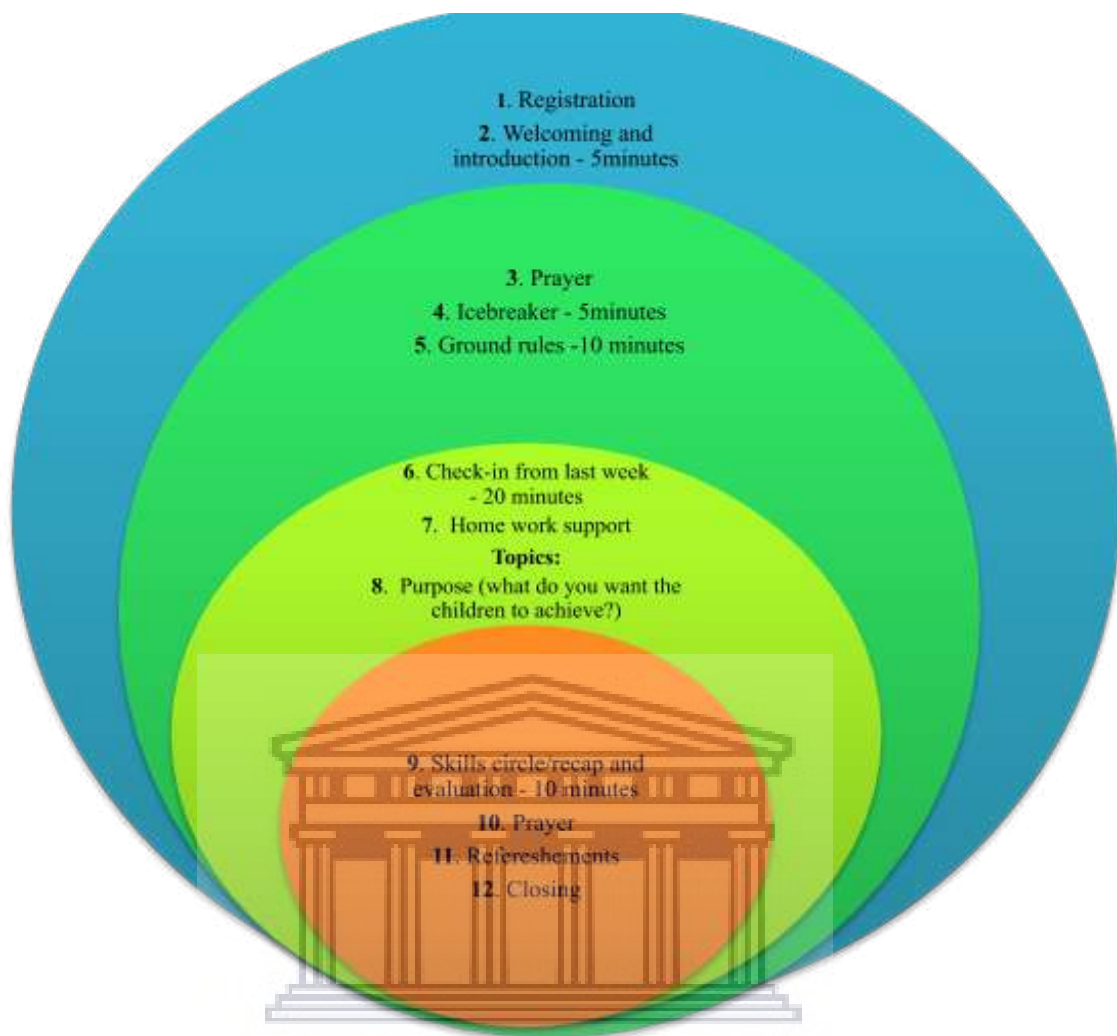 1. Registration
2. Welcoming and
introduction - 5minutes
3. Prayer
4. Icebreaker - 5minutes
5. Ground rules -10 minutes
6. Check-in from last week
- 20 minutes
7. Home work support
Topics:
8. Purpose (what do you want the
children to achieve?)
9. Skills circle/recap and
evaluation - 10 minutes
10. Prayer
11. Refereshements
12. Closing